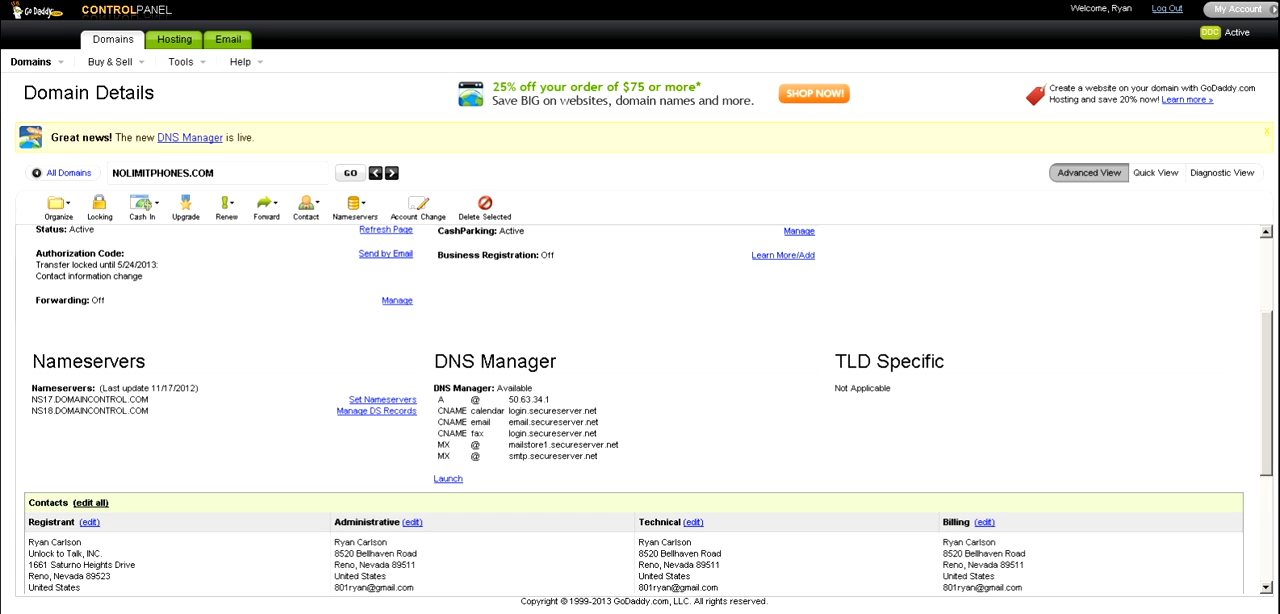 Go Daddy.com CONTROLPANEL Welcome, Ryan Log Out My Account
DDC Active
Domains Hosting Email
Domains Buy & Sell Tools Help
Domain Details
25% off your order of $75 or more*
Save BIG on websites, domain names and more.
SHOP NOW!
Create a website on your domain with GoDaddy.com
Hosting and save 20% now! Learn more »
Great news! The new DNS Manager is live. X
All Domains NOLIMITPHONES.COM GO Advanced View Quick View Diagnostic View
Organize Locking Cash In Upgrade Renew Forward Contact Nameservers Account Change Delete Selected
Status: Active Refresh Page CashParking: Active Manage
Authorization Code: Send by Email Business Registration: Off Learn More/Add
Transfer locked until 5/24/2013:
Contact information change
Forwarding: Off Manage
Nameservers DNS Manager TLD Specific
Nameservers: (Last update 11/17/2012) DNS Manager: Available Not Applicable
NS17.DOMAINCONTROL.COM Set Nameservers A @ 50.63.34.1
NS18.DOMAINCONTROL.COM Manage DS Records CNAME calendar login.secureserver.net
CNAME email email.secureserver.net
CNAME fax login.secureserver.net
MX @ mailstore1.secureserver.net
MX @ smtp.secureserver.net
Launch
Contacts (edit all)
Registrant (edit) Administrative (edit) Technical (edit) Billing (edit)
Ryan Carlson Ryan Carlson Ryan Carlson Ryan Carlson
Unlock to Talk, INC. 8520 Bellhaven Road 8520 Bellhaven Road 8520 Bellhaven Road
1661 Saturno Heights Drive Reno, Nevada 89511 Reno, Nevada 89511 Reno, Nevada 89511
Reno, Nevada 89523 United States United States United States
United States 801ryan@gmail.com 801ryan@gmail.com 801ryan@gmail.com
Copyright © 1999-2013 GoDaddy.com, LLC. All rights reserved.